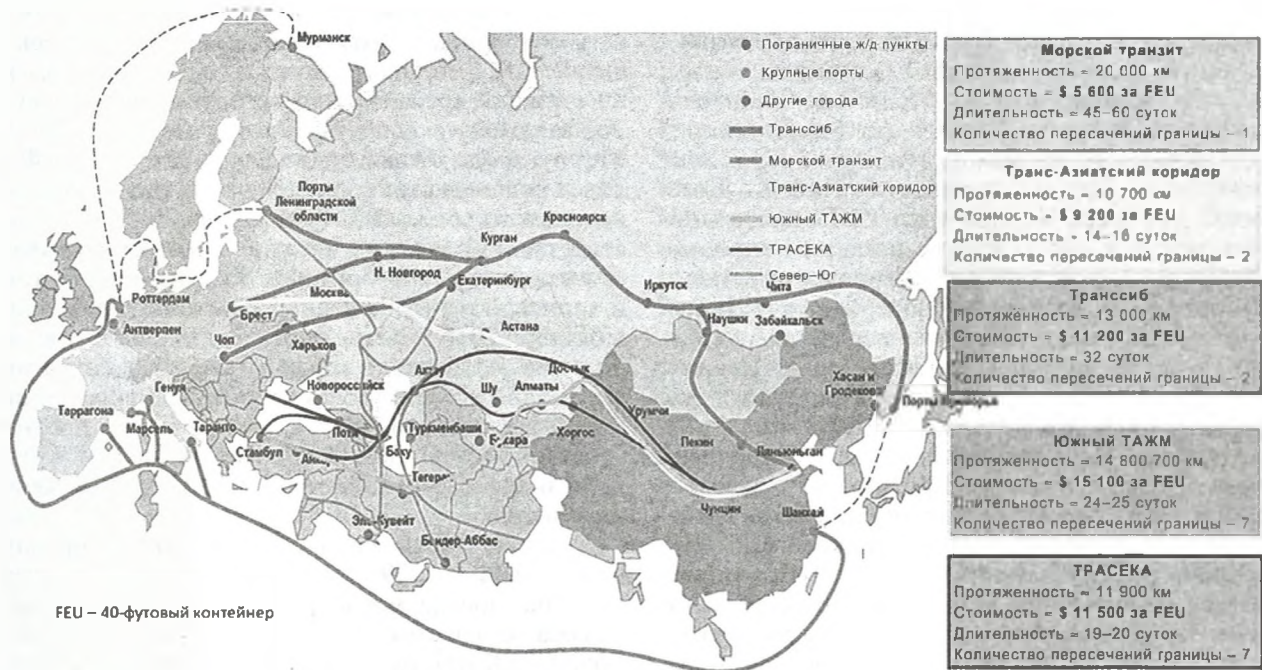 Мурманск
Пограничные ж/д пункты
Крупные порты
Другие города
Транссиб
Морской транзит
Транс-Азиатский коридор
Южный ТАЖМ
ТРАСЕКА
Север–Юг
Порты
Ленинградской
области
Красноярск
Курган
Н. Новгород
Екатеринбург
Москва
Роттердам
Антверпен
Брест
Чоп
Харьков
Астана
Иркутск
Чита
Наушки
Забайкальск
Хасан и
Гродеково
Генуя
Новороссийск
Актау
Шу
Алматы
Достык
Таррагона
Марсель
Таранто
Поти
Туркменбаши
Бухара
Хоргос
Урумчи
Пекин
Ляньюньган
Стамбул
Баку
Чунцин
Шанхай
Эль-Кувейт
Бендер-Аббас
FEU – 40-футовый контейнер
Морской транзит
Протяженность = 20 000 км
Стоимость = $ 5 600 за FEU
Длительность = 45–60 суток
Количество пересечений границы – 1
Транс-Азиатский коридор
Протяженность = 10 700 км
Стоимость = $ 9 200 за FEU
Длительность - 14–16 суток
Количество пересечений границы – 2
Транссиб
Протяжённость = 13 000 км
Стоимость = $ 11 200 за FEU
Длительность = 32 суток
Количество пересечений границы – 2
Южный ТАЖМ
Протяженность = 14 800 700 км
Стоимость = $ 15 100 за FEU
Длительность = 24–25 суток
Количество пересечений границы – 7
ТРАСЕКА
Протяженность = 11 900 км
Стоимость = $ 11 500 за FEU
Длительность = 19–20 суток
Количество пересечений границы – 7